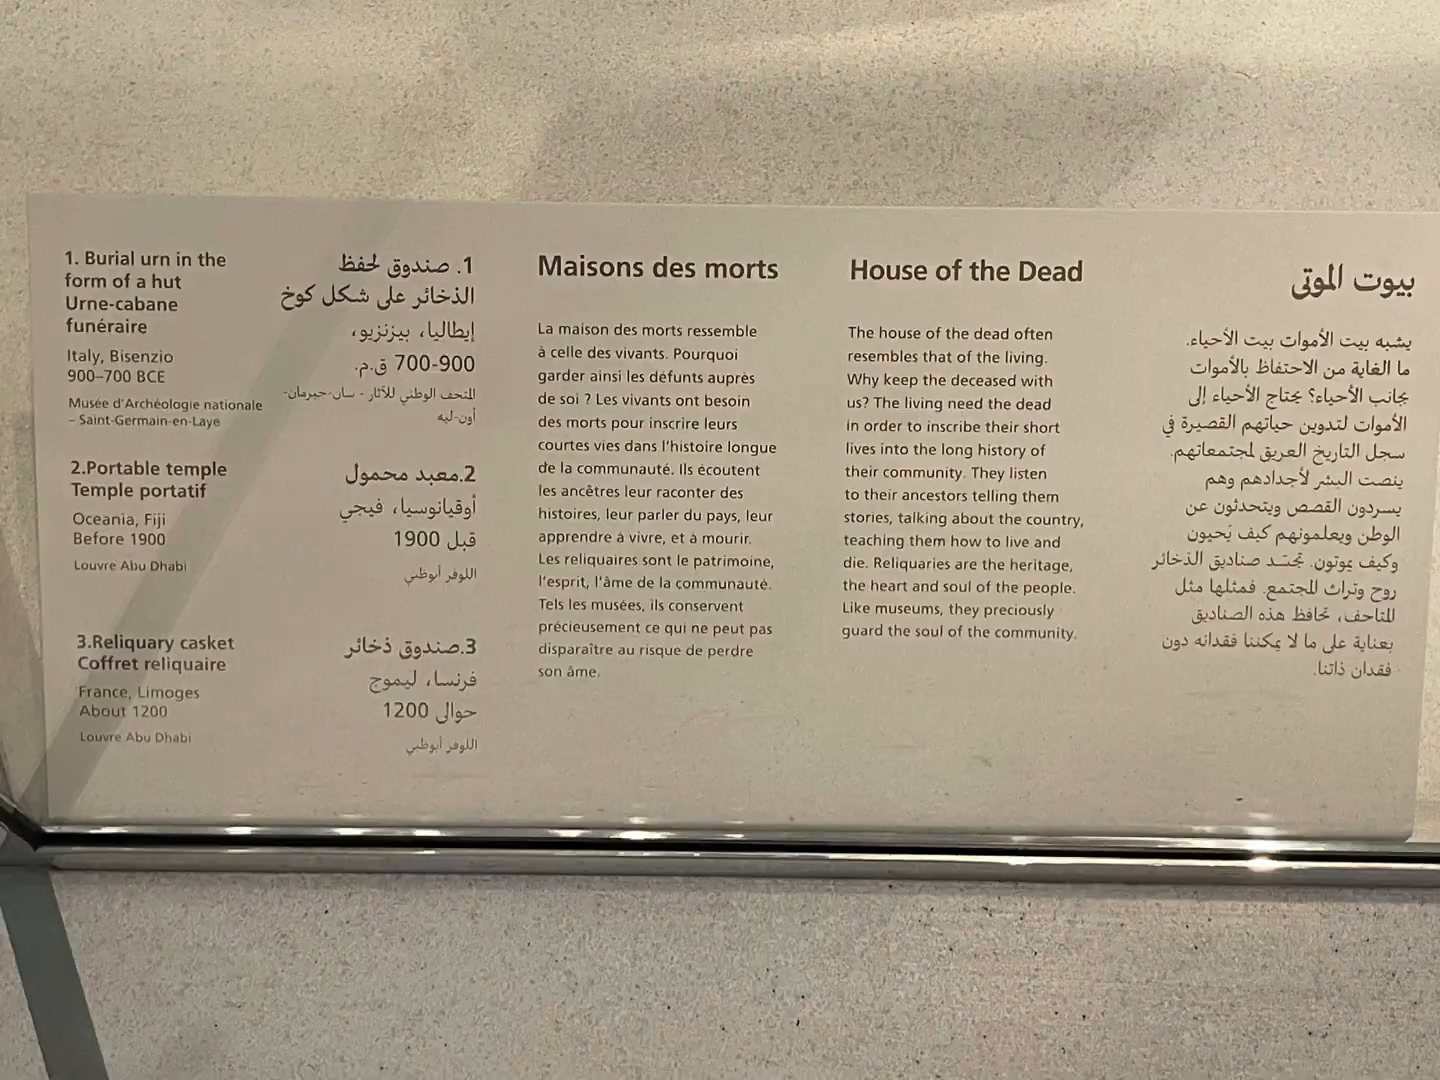 1. Burial urn in the
form of a hut
Urne-cabane
funéraire
Italy, Bisenzio
900–700 BCE
Musée d'Archéologie nationale
– Saint-Germain-en-Laye
2.Portable temple
Temple portatif
Oceania, Fiji
Before 1900
Louvre Abu Dhabi
3.Reliquary casket
Coffret reliquaire
France, Limoges
About 1200
Louvre Abu Dhabi
1. صندوق لحفظ
الذخائر على شكل كوخ
إيطاليا، بيزنزيو،
700-900 ق.م.
المتحف الوطني للآثار - سان-جيرمان-
أون-ليه
2.معبد محمول
أوقيانوسيا، فيجي
قبل 1900
اللوفر أبوظبي
3.صندوق ذخائر
فرنسا، ليموج
حوالى 1200
اللوفر أبوظبي
Maisons des morts
La maison des morts ressemble
à celle des vivants. Pourquoi
garder ainsi les défunts auprès
de soi ? Les vivants ont besoin
des morts pour inscrire leurs
courtes vies dans l'histoire longue
de la communauté. Ils écoutent
les ancêtres leur raconter des
histoires, leur parler du pays, leur
apprendre à vivre, et à mourir.
Les reliquaires sont le patrimoine,
l'esprit, l'âme de la communauté.
Tels les musées, ils conservent
précieusement ce qui ne peut pas
disparaître au risque de perdre
son âme.
House of the Dead
The house of the dead often
resembles that of the living.
Why keep the deceased with
us? The living need the dead
in order to inscribe their short
lives into the long history of
their community. They listen
to their ancestors telling them
stories, talking about the country,
teaching them how to live and
die. Reliquaries are the heritage,
the heart and soul of the people.
Like museums, they preciously
guard the soul of the community.
بيوت الموتى
يشبه بيت الأموات بيت الأحياء.
ما الغاية من الاحتفاظ بالأموات
بجانب الأحياء؟ يحتاج الأحياء إلى
الأموات لتدوين حياتهم القصيرة في
سجل التاريخ العريق لمجتمعاتهم.
ينصت البشر لأجدادهم وهم
يسردون القصص ويتحدثون عن
الوطن ويعلمونهم كيف يَحيون
وكيف يموتون. تجسّد صناديق الذخائر
روح وتراث المجتمع. فمثلها مثل
المتاحف، تحافظ هذه الصناديق
بعناية على ما لا يمكننا فقدانه دون
فقدان ذاتنا.